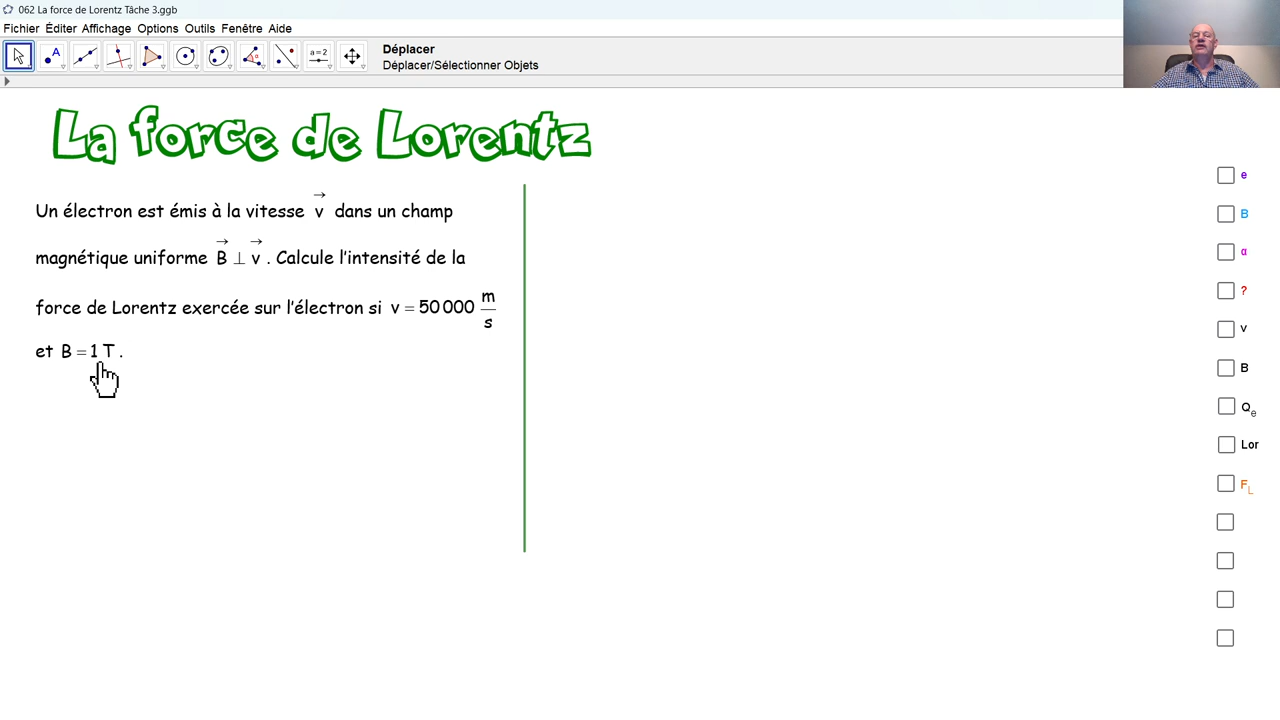 062 La force de Lorentz Tâche 3.ggb
Fichier Éditer Affichage Options Outils Fenêtre Aide
A
a=2
Déplacer
Déplacer/Sélectionner Objets
La force de Lorentz
Un électron est émis à la vitesse v⃗ dans un champ
magnétique uniforme B⃗ ⊥ v⃗ . Calcule l'intensité de la
force de Lorentz exercée sur l'électron si v = 50 000 m/s
et B = 1 T .
e
B
α
?
v
B
Qe
Lor
FL